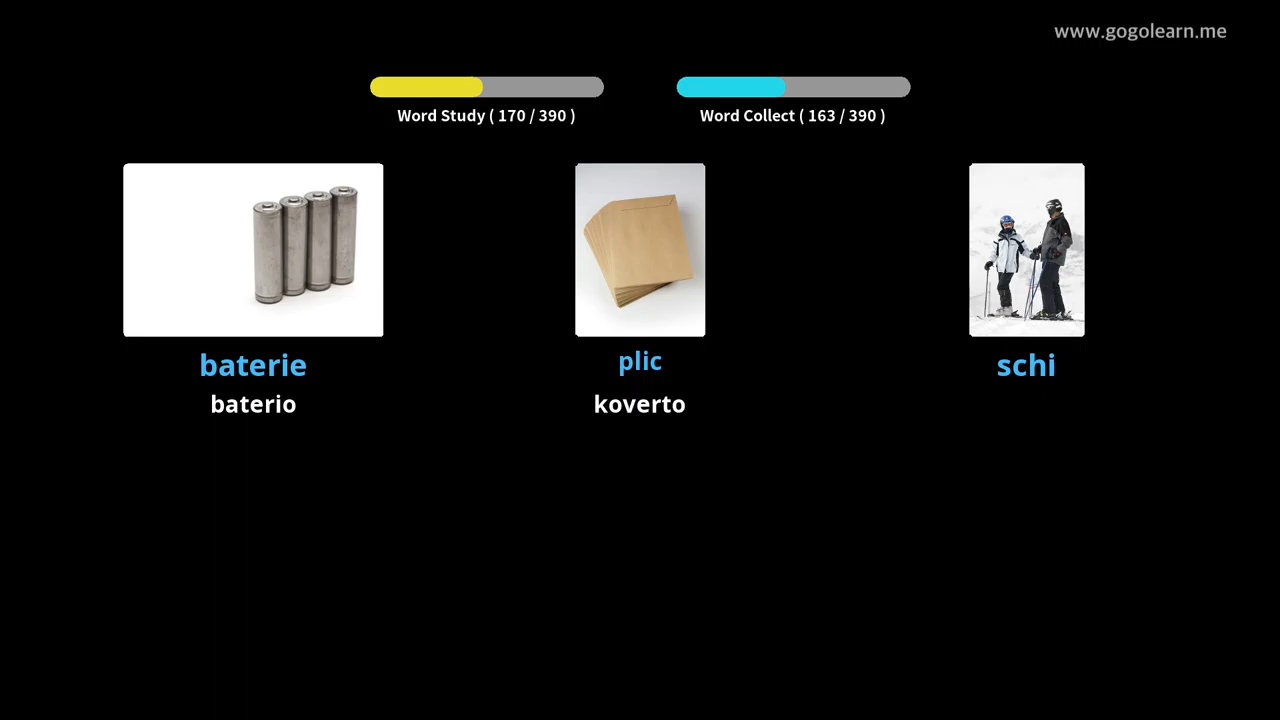 www.gogolearn.me
Word Study ( 170 / 390 )
Word Collect ( 163 / 390 )
baterie
baterio
plic
koverto
schi